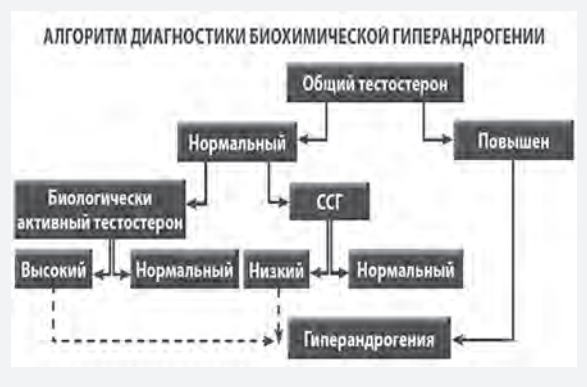 АЛГОРИТМ ДИАГНОСТИКИ БИОХИМИЧЕСКОЙ ГИПЕРАНДРОГЕНИИ
Общий тестостерон
Нормальный
Повышен
Биологически
активный тестостерон
ССГ
Высокий
Нормальный
Низкий
Нормальный
Гиперандрогения